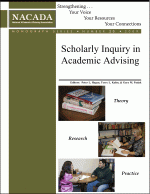 Strengthening . . .
Your Voice
Your Resources
Your Connections
NACADA
Scholarly Inquiry in
Academic Advising
Theory
Research
Practice